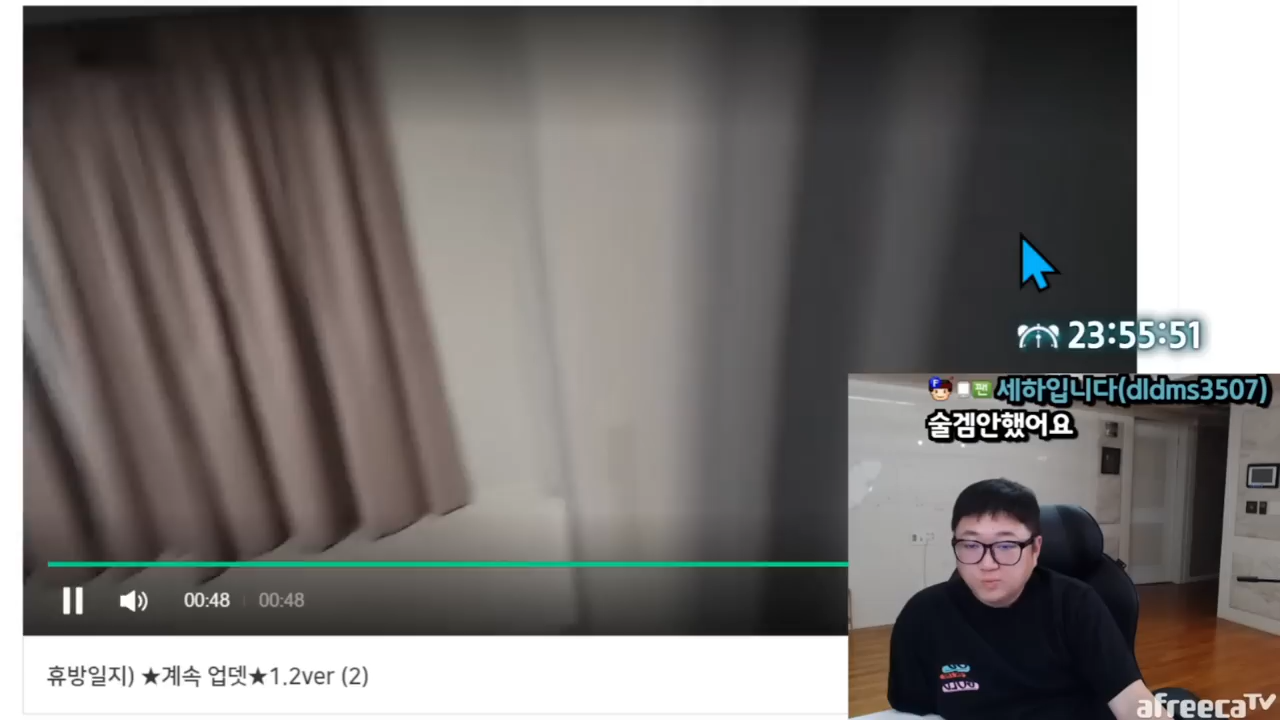 23:55:51
세하입니다(dldms3507)
술겜안했어요
00:48 00:48
휴방일지) ★계속 업뎃★1.2ver (2)
afreecaTV